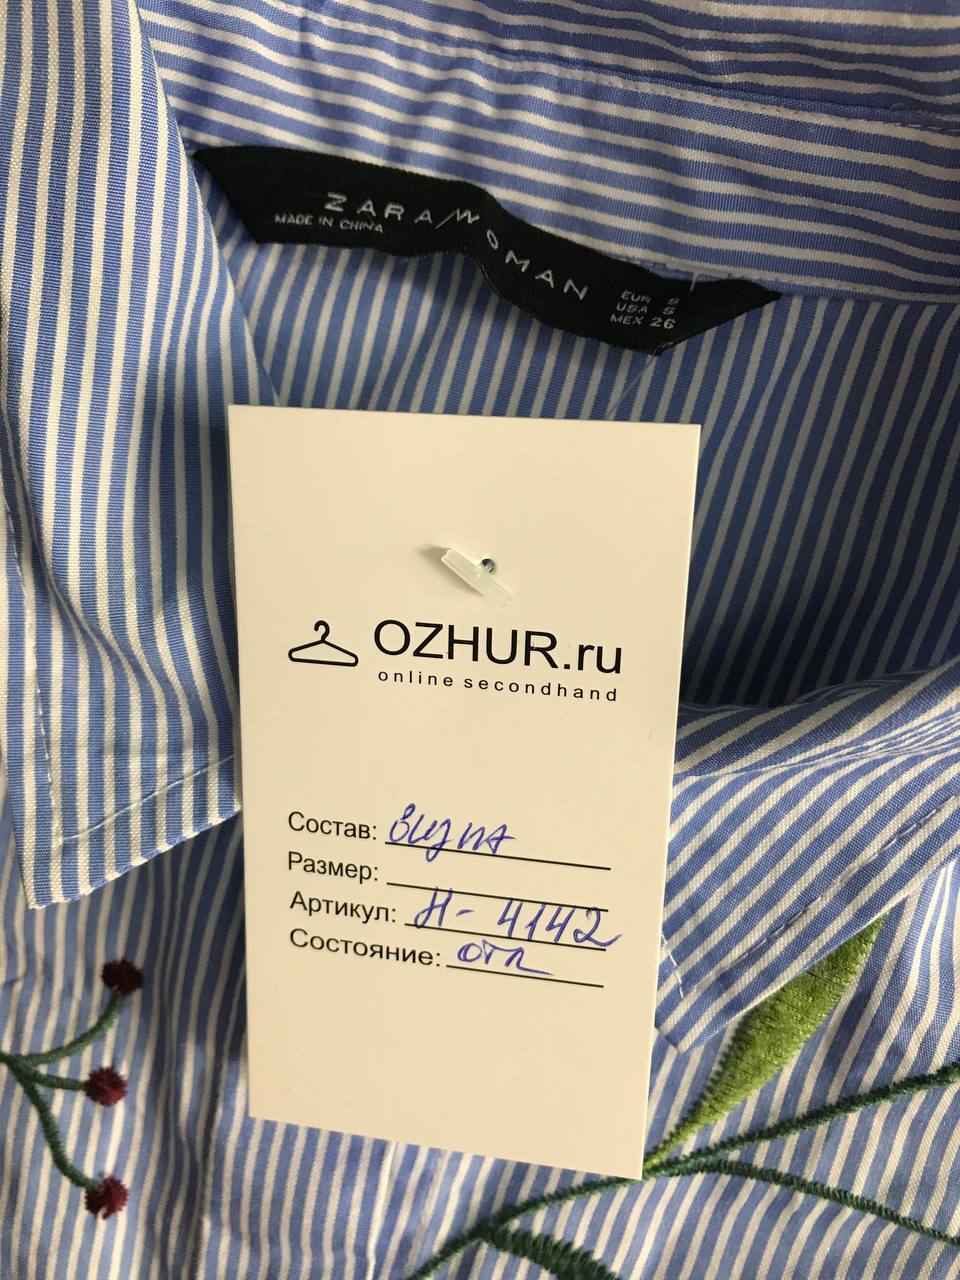 ZARA/WOMAN
MADE IN CHINA
EUR S
USA S
MEX 26
OZHUR.ru
online secondhand
Состав:
Размер:
Артикул: Н-4142
Состояние: отл